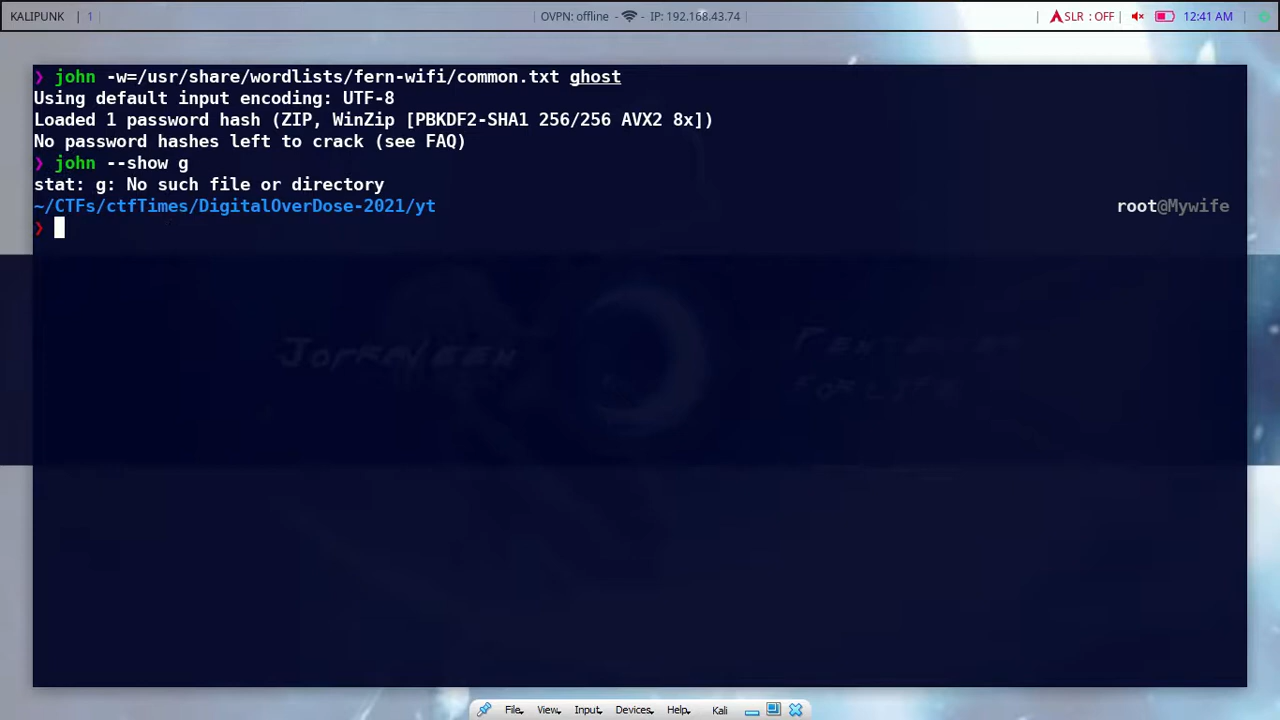 KALIPUNK | 1 | OVPN: offline - - IP: 192.168.43.74 | | SLR : OFF | 12:41 AM |
❯ john -w=/usr/share/wordlists/fern-wifi/common.txt ghost
Using default input encoding: UTF-8
Loaded 1 password hash (ZIP, WinZip [PBKDF2-SHA1 256/256 AVX2 8x])
No password hashes left to crack (see FAQ)
❯ john --show g
stat: g: No such file or directory
~/CTFs/ctfTimes/DigitalOverDose-2021/yt root@Mywife
❯
File View Input Devices Help Kali